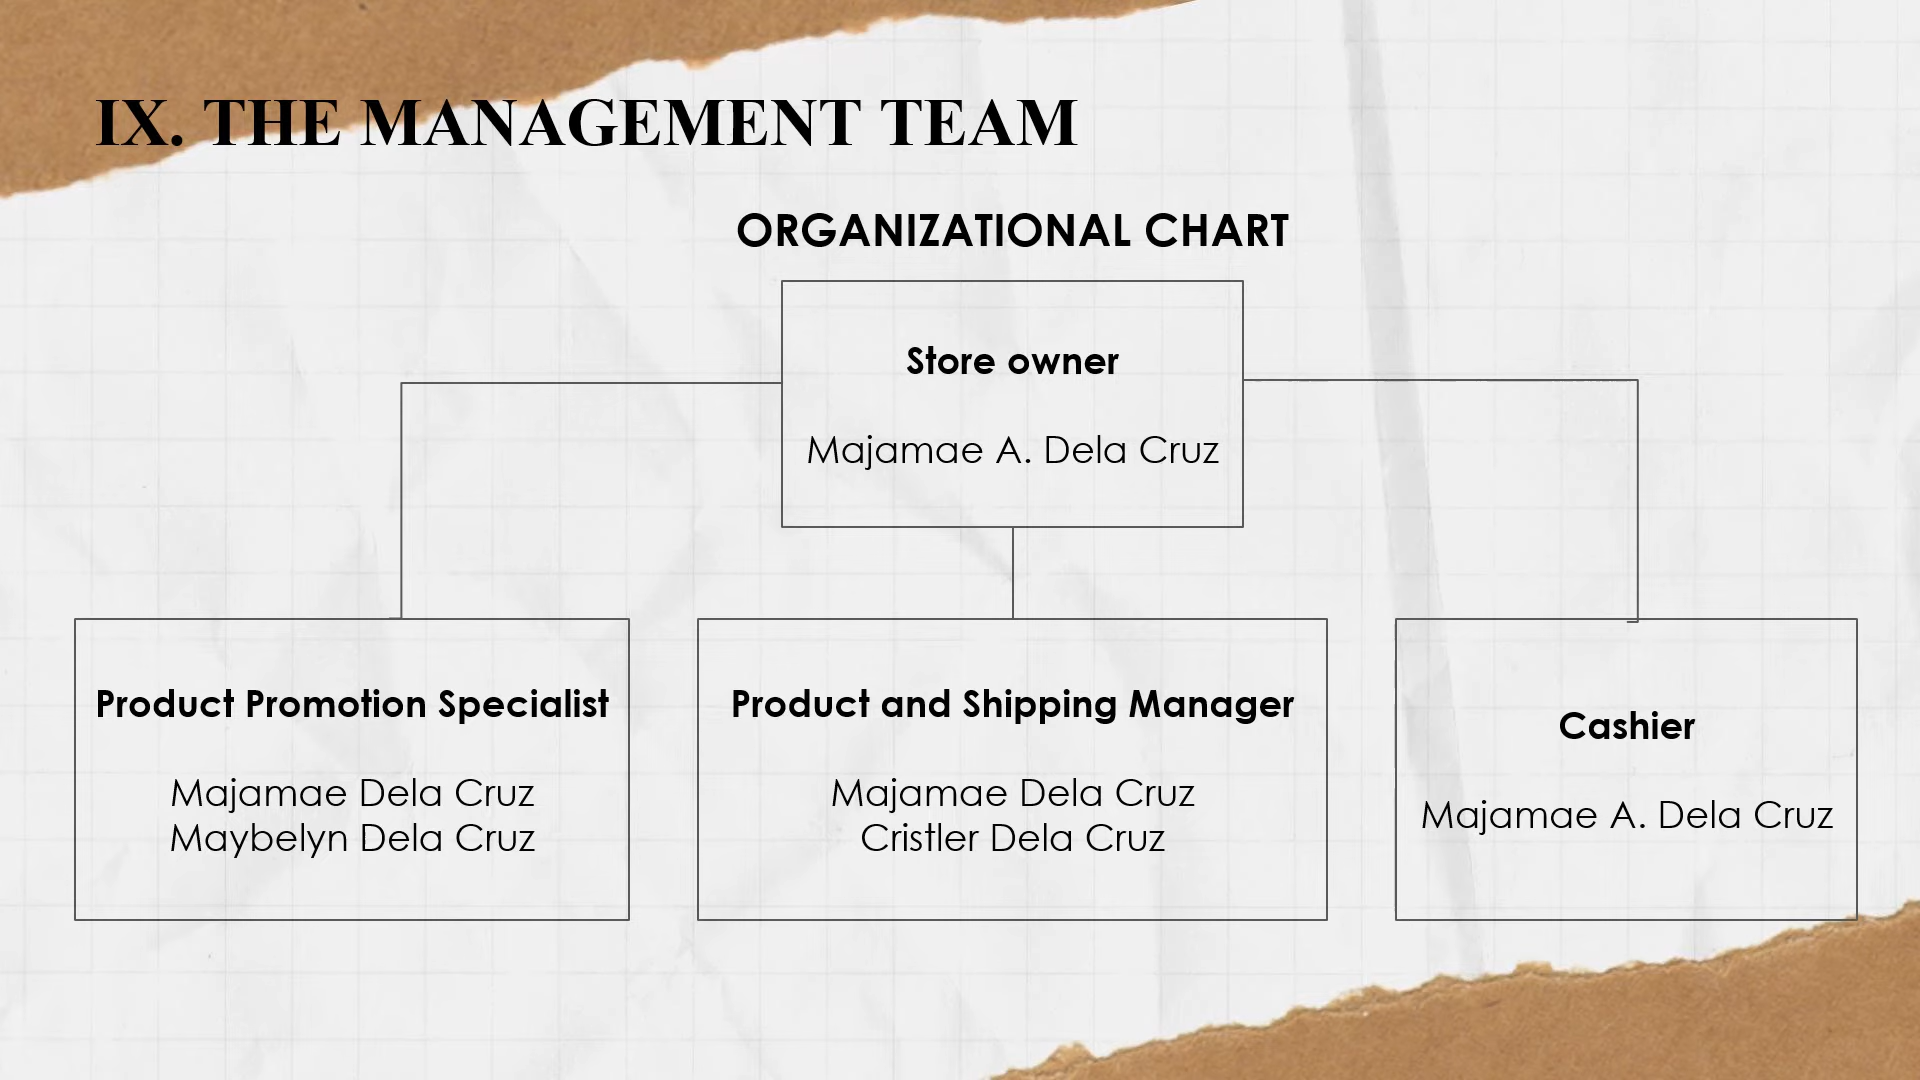 IX. THE MANAGEMENT TEAM
ORGANIZATIONAL CHART
Store owner
Majamae A. Dela Cruz
Product Promotion Specialist
Majamae Dela Cruz
Maybelyn Dela Cruz
Product and Shipping Manager
Majamae Dela Cruz
Cristler Dela Cruz
Cashier
Majamae A. Dela Cruz